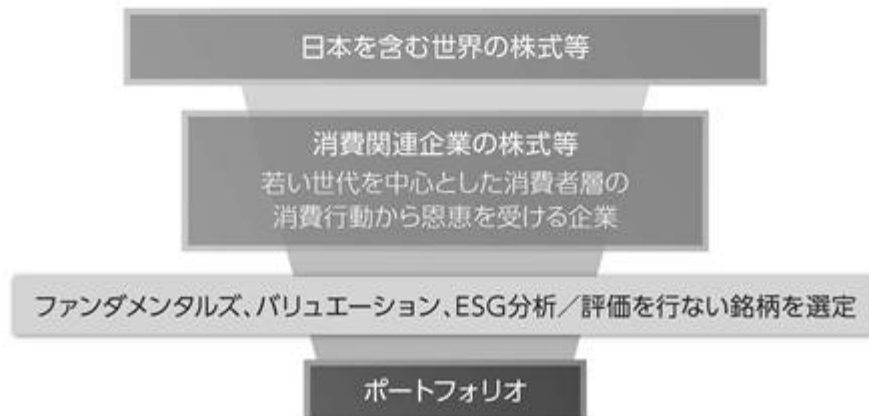 日本を含む世界の株式等
消費関連企業の株式等
若い世代を中心とした消費者層の
消費行動から恩恵を受ける企業
ファンダメンタルズ、バリュエーション、ESG分析／評価を行ない銘柄を選定
ポートフォリオ